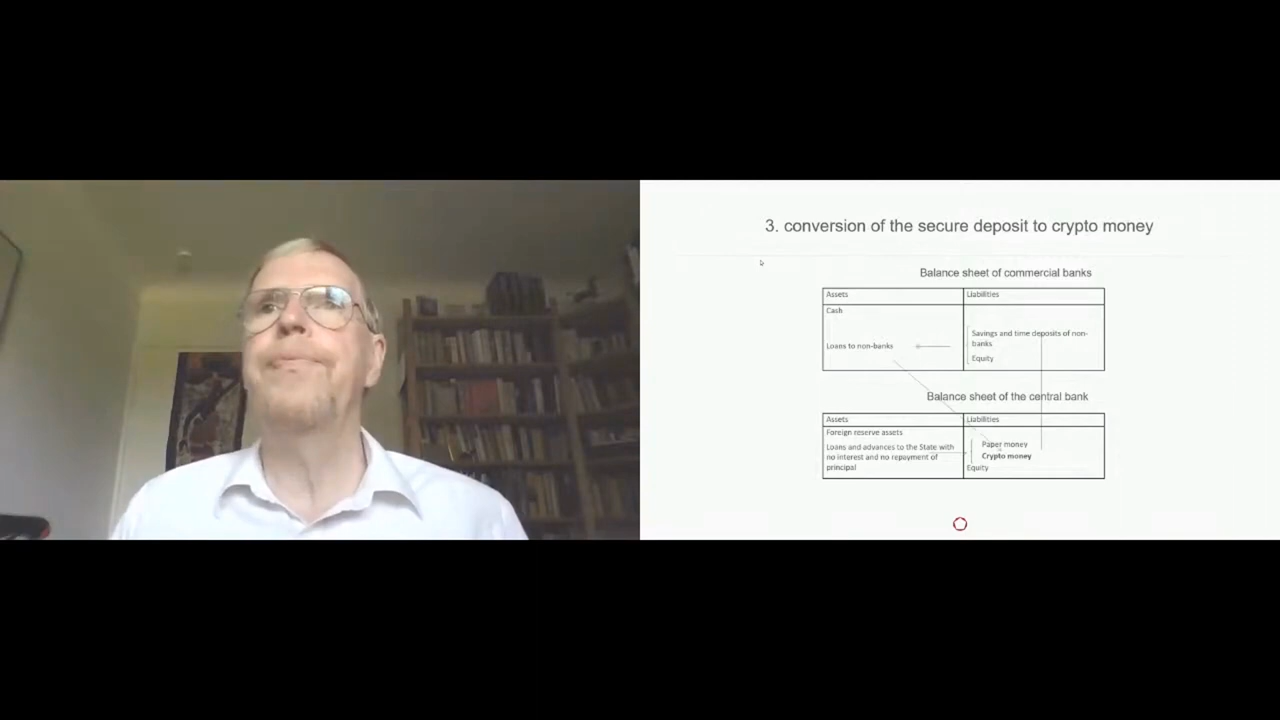 3. conversion of the secure deposit to crypto money
Balance sheet of commercial banks
Assets
Liabilities
Cash
Savings and time deposits of non-
banks
Loans to non-banks
Equity
Balance sheet of the central bank
Assets
Liabilities
Foreign reserve assets
Loans and advances to the State with
no interest and no repayment of
principal
Paper money
Crypto money
Equity